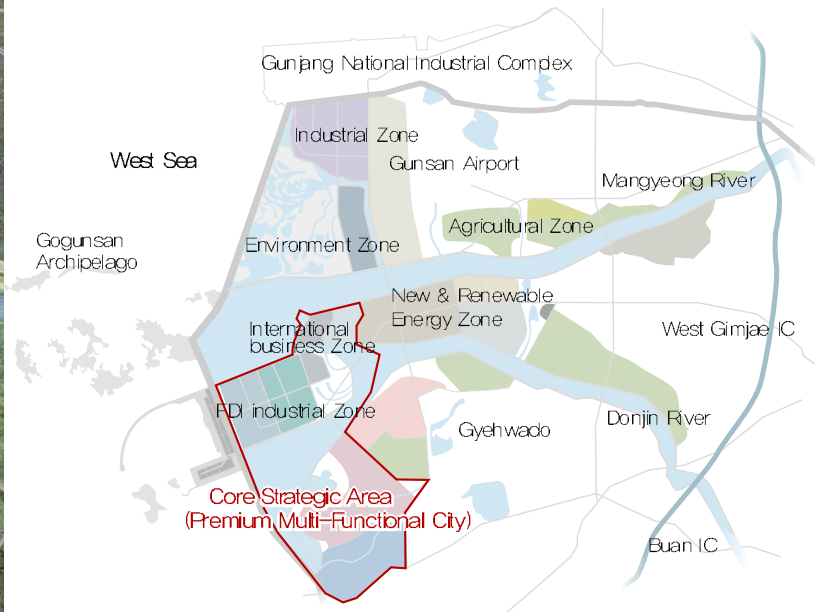 Gunjang National Industrial Complex
Industrial Zone
West Sea
Gunsan Airport
Mangyeong River
Agricultural Zone
Gogunsan
Archipelago
Environment Zone
New & Renewable
Energy Zone
International
business Zone
West Gimjae IC
FDI industrial Zone
Gyehwado
Donjin River
Core Strategic Area
(Premium Multi-Functional City)
Buan IC